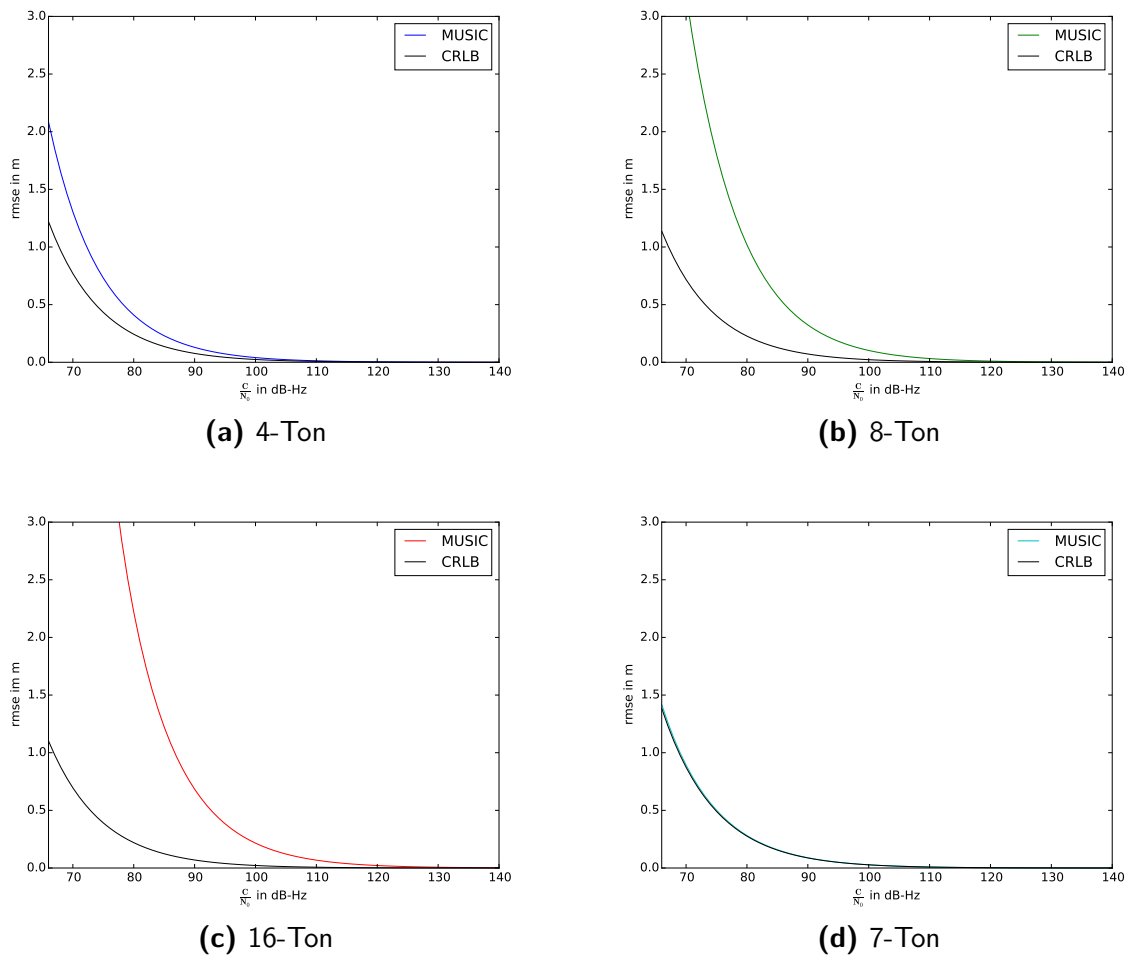 3.0
2.5
2.0
1.5
1.0
0.5
0.0
rmse in m
70 80 90 100 110 120 130 140
C/N₀ in dB-Hz
MUSIC
CRLB
(a) 4-Ton
3.0
2.5
2.0
1.5
1.0
0.5
0.0
rmse in m
70 80 90 100 110 120 130 140
C/N₀ in dB-Hz
MUSIC
CRLB
(b) 8-Ton
3.0
2.5
2.0
1.5
1.0
0.5
0.0
rmse im m
70 80 90 100 110 120 130 140
C/N₀ in dB-Hz
MUSIC
CRLB
(c) 16-Ton
3.0
2.5
2.0
1.5
1.0
0.5
0.0
rmse in m
70 80 90 100 110 120 130 140
C/N₀ in dB-Hz
MUSIC
CRLB
(d) 7-Ton